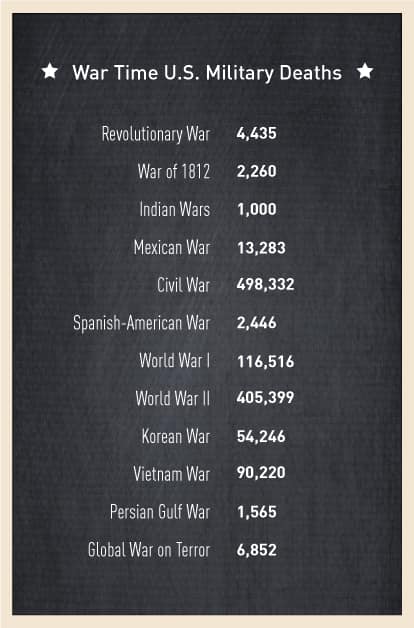 War Time U.S. Military Deaths
Revolutionary War 4,435
War of 1812 2,260
Indian Wars 1,000
Mexican War 13,283
Civil War 498,332
Spanish-American War 2,446
World War I 116,516
World War II 405,399
Korean War 54,246
Vietnam War 90,220
Persian Gulf War 1,565
Global War on Terror 6,852